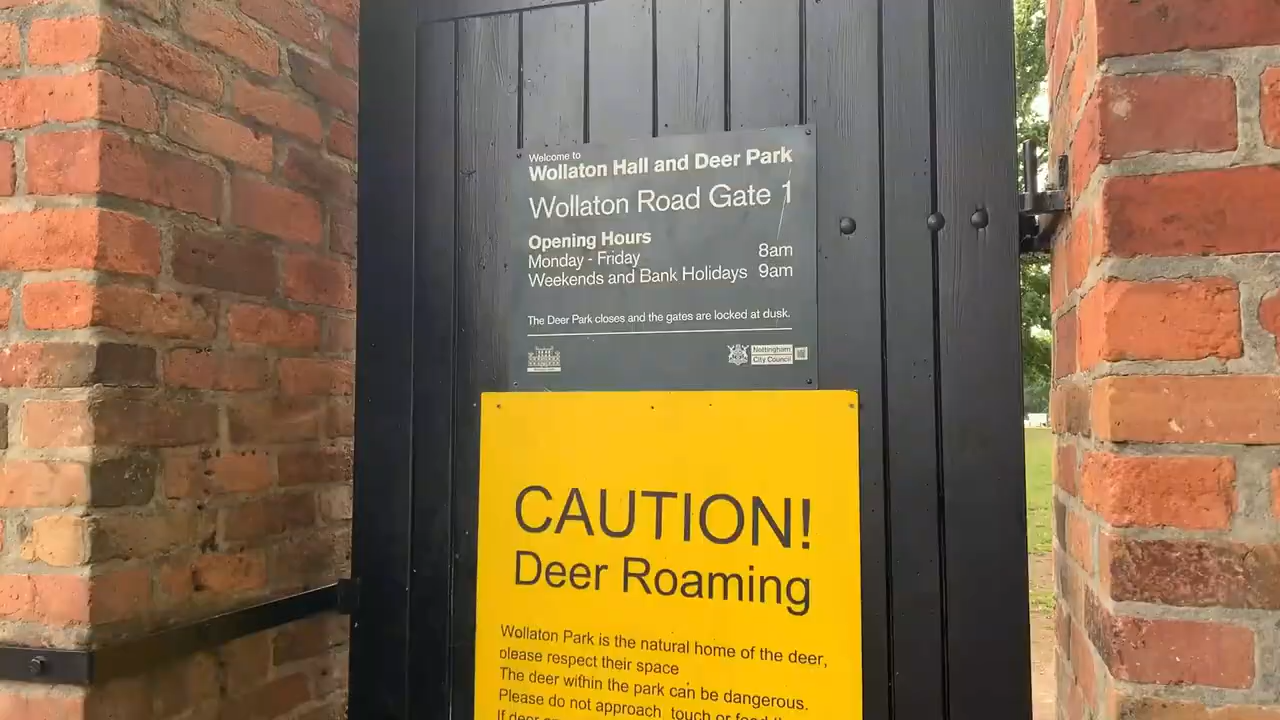 Welcome to
Wollaton Hall and Deer Park
Wollaton Road Gate 1
Opening Hours
Monday - Friday 8am
Weekends and Bank Holidays 9am
The Deer Park closes and the gates are locked at dusk.
Nottingham
City Council
CAUTION!
Deer Roaming
Wollaton Park is the natural home of the deer,
please respect their space
The deer within the park can be dangerous.
Please do not approach touch or feed
If deer